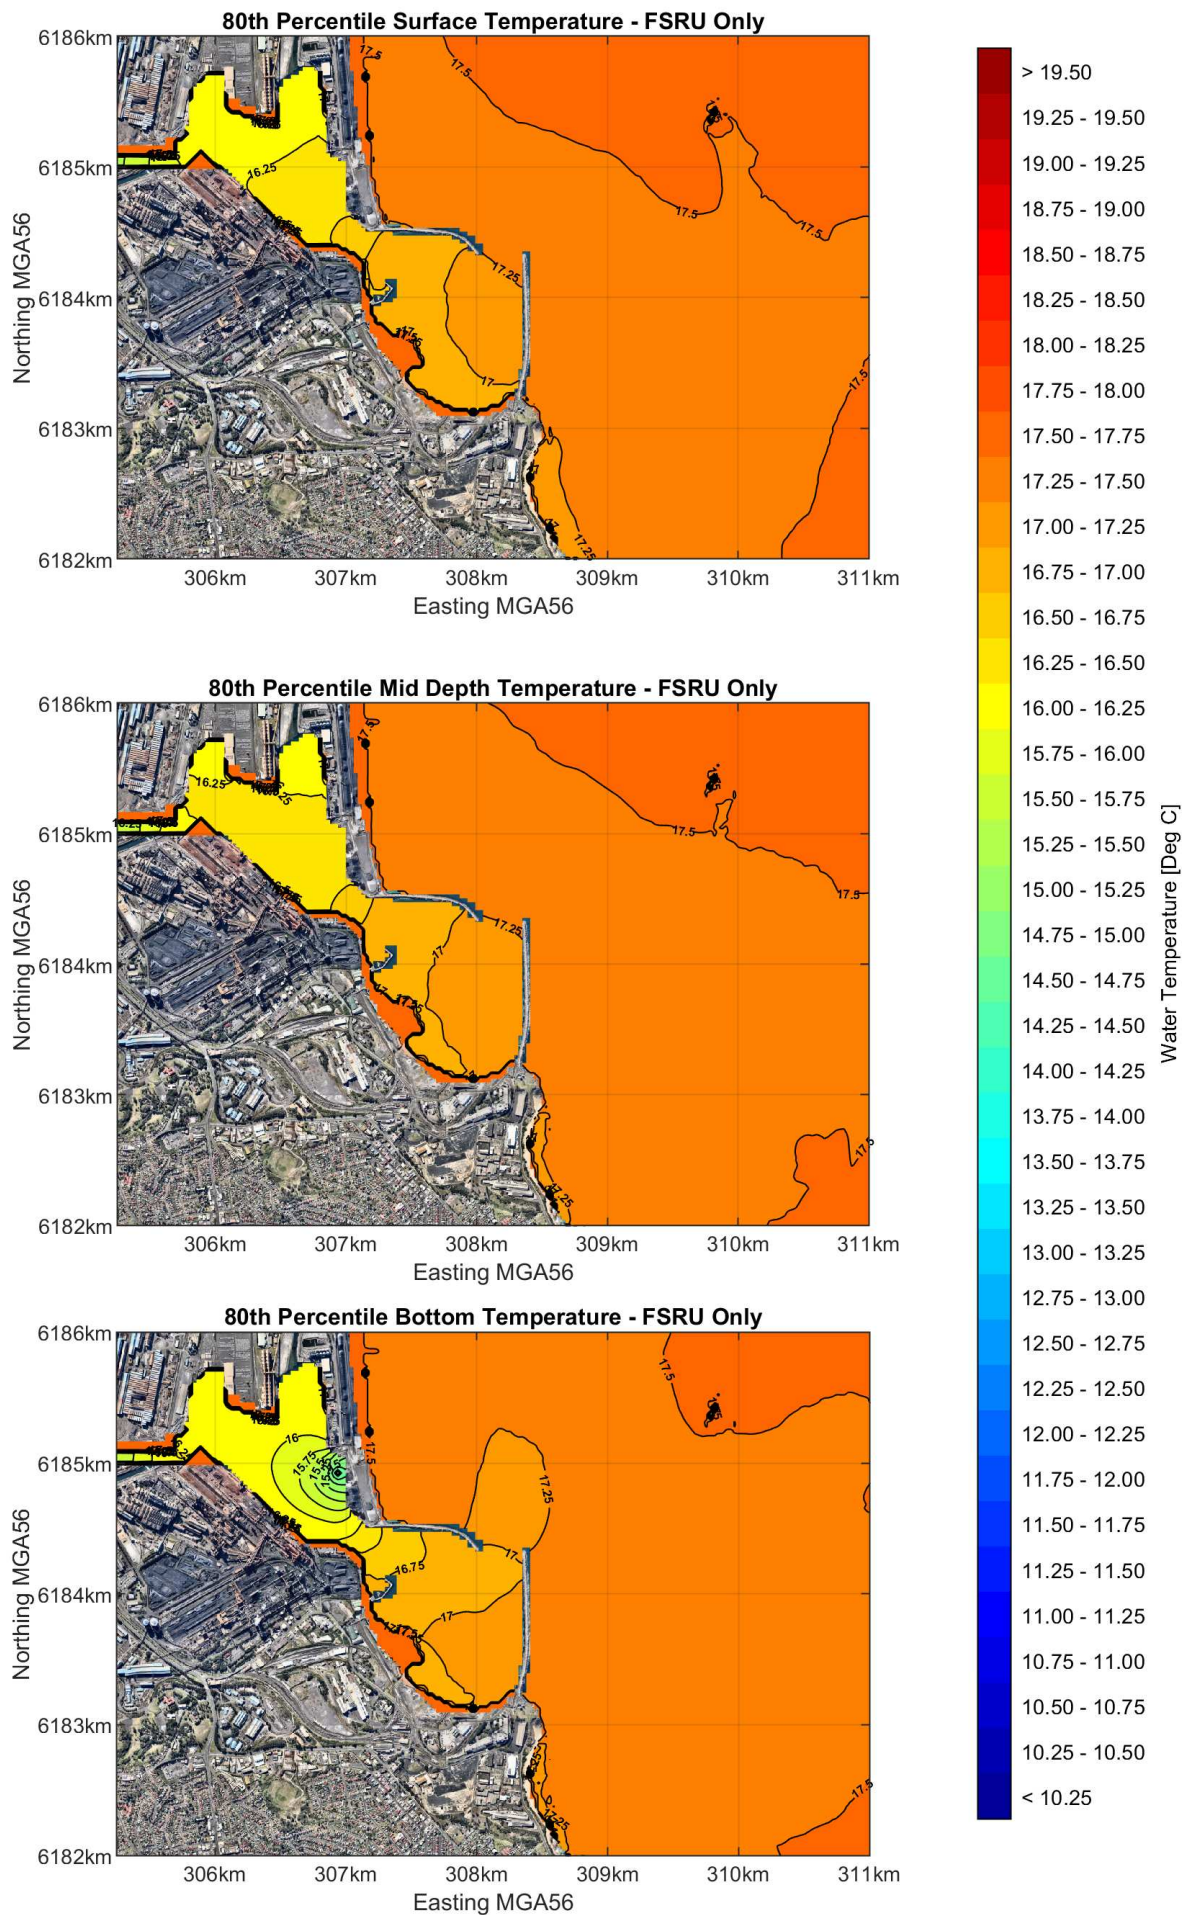 80th Percentile Surface Temperature - FSRU Only
6186km
6185km
6184km
6183km
6182km
Northing MGA56
17.5
17.5
16.25
17.5
17.5
17.25
17
17.5
17.25
306km
307km
308km
309km
310km
311km
Easting MGA56
80th Percentile Mid Depth Temperature - FSRU Only
6186km
6185km
6184km
6183km
6182km
Northing MGA56
17.5
16.25
17.5
17.5
17.25
17
17.5
17.25
306km
307km
308km
309km
310km
311km
Easting MGA56
80th Percentile Bottom Temperature - FSRU Only
6186km
6185km
6184km
6183km
6182km
Northing MGA56
17.5
16
17.5
15.75
17.25
17
16.75
17
17.5
17.25
306km
307km
308km
309km
310km
311km
Easting MGA56
> 19.50
19.25 - 19.50
19.00 - 19.25
18.75 - 19.00
18.50 - 18.75
18.25 - 18.50
18.00 - 18.25
17.75 - 18.00
17.50 - 17.75
17.25 - 17.50
17.00 - 17.25
16.75 - 17.00
16.50 - 16.75
16.25 - 16.50
16.00 - 16.25
15.75 - 16.00
15.50 - 15.75
15.25 - 15.50
15.00 - 15.25
14.75 - 15.00
14.50 - 14.75
14.25 - 14.50
14.00 - 14.25
13.75 - 14.00
13.50 - 13.75
13.25 - 13.50
13.00 - 13.25
12.75 - 13.00
12.50 - 12.75
12.25 - 12.50
12.00 - 12.25
11.75 - 12.00
11.50 - 11.75
11.25 - 11.50
11.00 - 11.25
10.75 - 11.00
10.50 - 10.75
10.25 - 10.50
< 10.25
Water Temperature [Deg C]